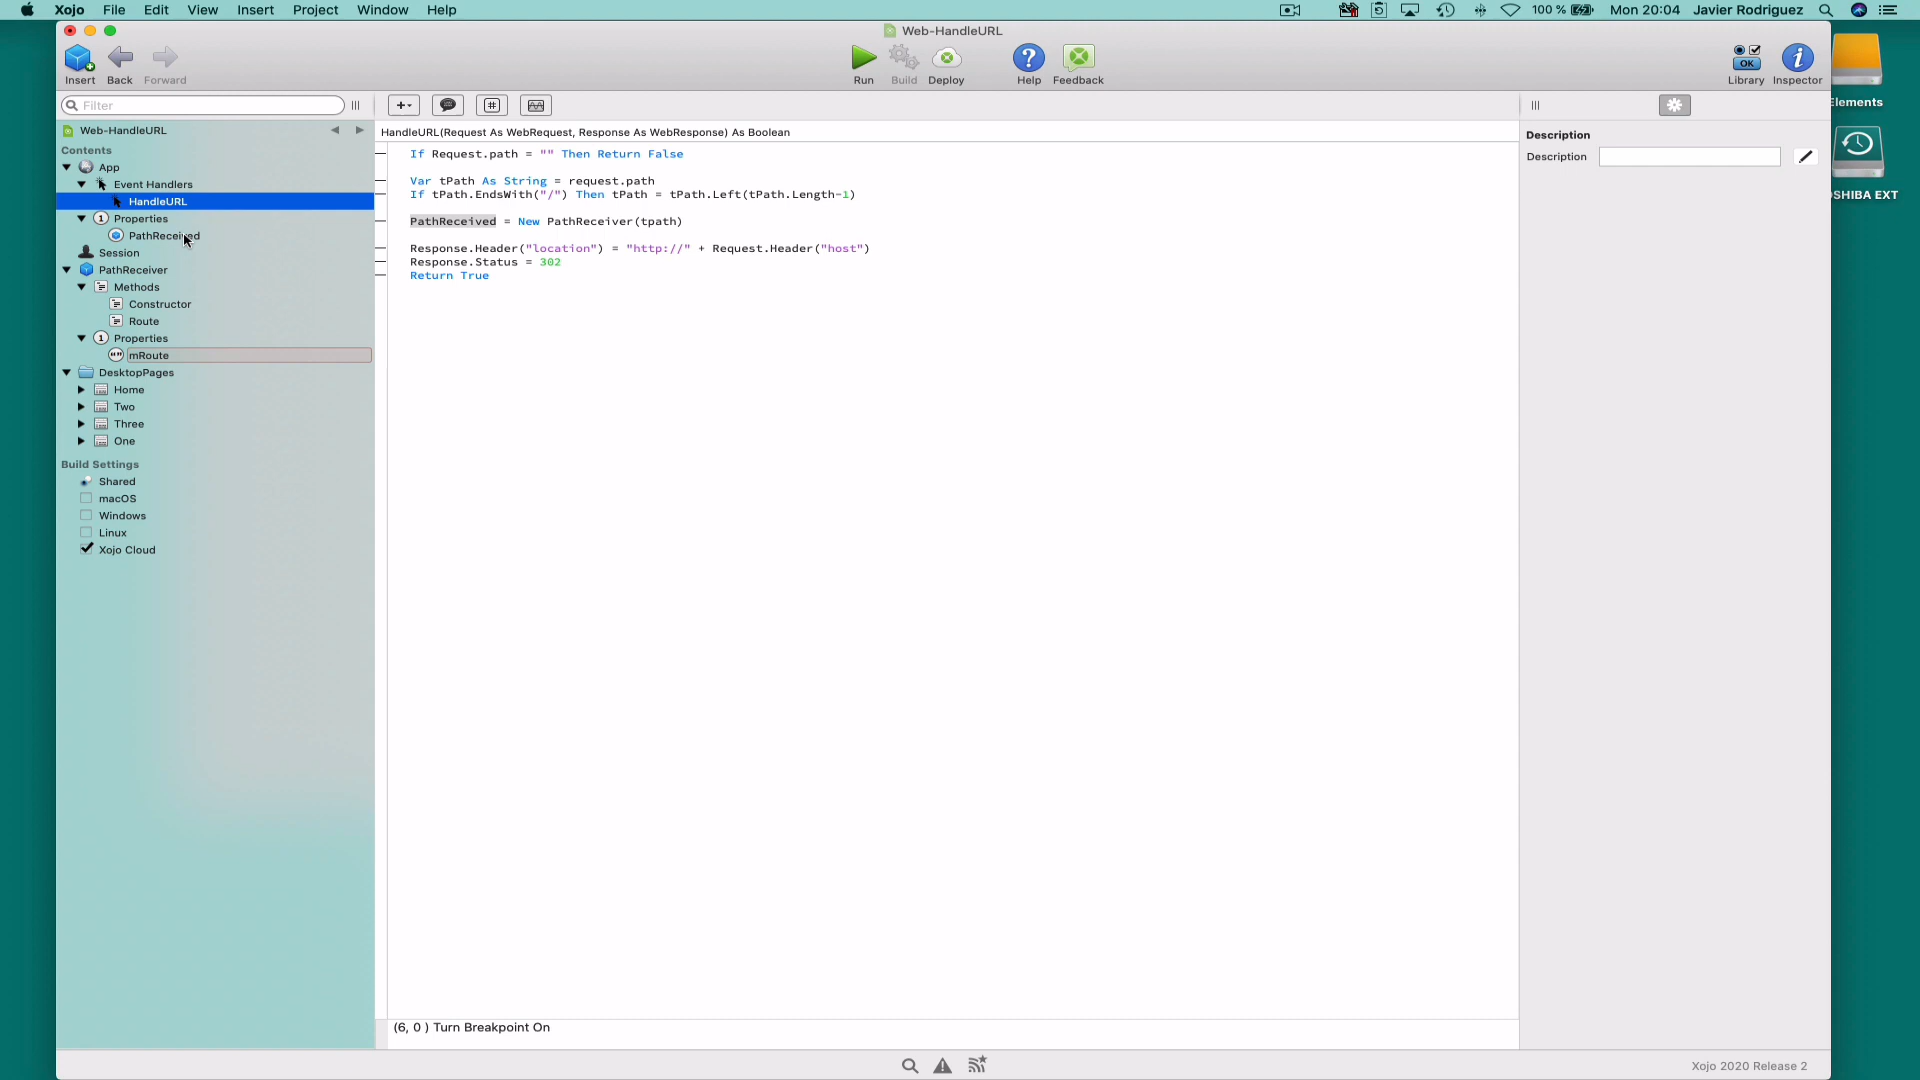 Xojo File Edit View Insert Project Window Help
100 % Mon 20:04 Javier Rodriguez
Web-HandleURL
Insert Back Forward
Run Build Deploy Help Feedback
Library Inspector
OK
Elements
OSHIBA EXT
Filter
Web-HandleURL
Contents
App
Event Handlers
HandleURL
Properties
PathReceived
Session
PathReceiver
Methods
Constructor
Route
Properties
mRoute
DesktopPages
Home
Two
Three
One
Build Settings
Shared
macOS
Windows
Linux
Xojo Cloud
HandleURL(Request As WebRequest, Response As WebResponse) As Boolean
If Request.path = "" Then Return False
Var tPath As String = request.path
If tPath.EndsWith("/") Then tPath = tPath.Left(tPath.Length-1)
PathReceived = New PathReceiver(tpath)
Response.Header("location") = "http://" + Request.Header("host")
Response.Status = 302
Return True
(6, 0 ) Turn Breakpoint On
Description
Description
Xojo 2020 Release 2